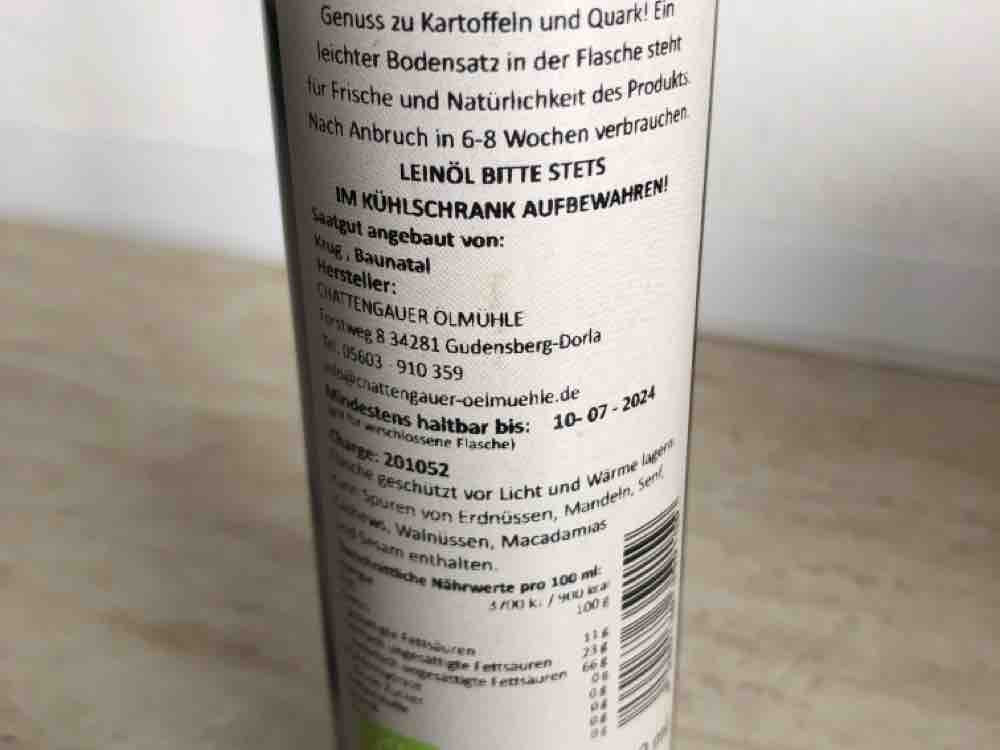 Genuss zu Kartoffeln und Quark! Ein
leichter Bodensatz in der Flasche steht
für Frische und Natürlichkeit des Produkts.
Nach Anbruch in 6-8 Wochen verbrauchen.
LEINÖL BITTE STETS
IM KÜHLSCHRANK AUFBEWAHREN!
Saatgut angebaut von:
Krug , Baunatal
Hersteller:
CHATTENGAUER ÖLMÜHLE
Forstweg 8 34281 Gudensberg-Dorla
Tel. 05603 - 910 359
info@chattengauer-oelmuehle.de
Mindestens haltbar bis: 10- 07 - 2024
für verschlossene Flasche)
Charge: 201052
Flasche geschützt vor Licht und Wärme lagern.
Kann Spuren von Erdnüssen, Mandeln, Senf,
Cashews, Walnüssen, Macadamias
und Sesam enthalten.
Nährwerte pro 100 ml:
3700 kJ / 900 kcal
100 g
Fettsäuren 11 g
ungesättigte Fettsäuren 23 g
ungesättigte Fettsäuren 66 g
0 g
Zucker 0 g
0 g
0 g
0 g